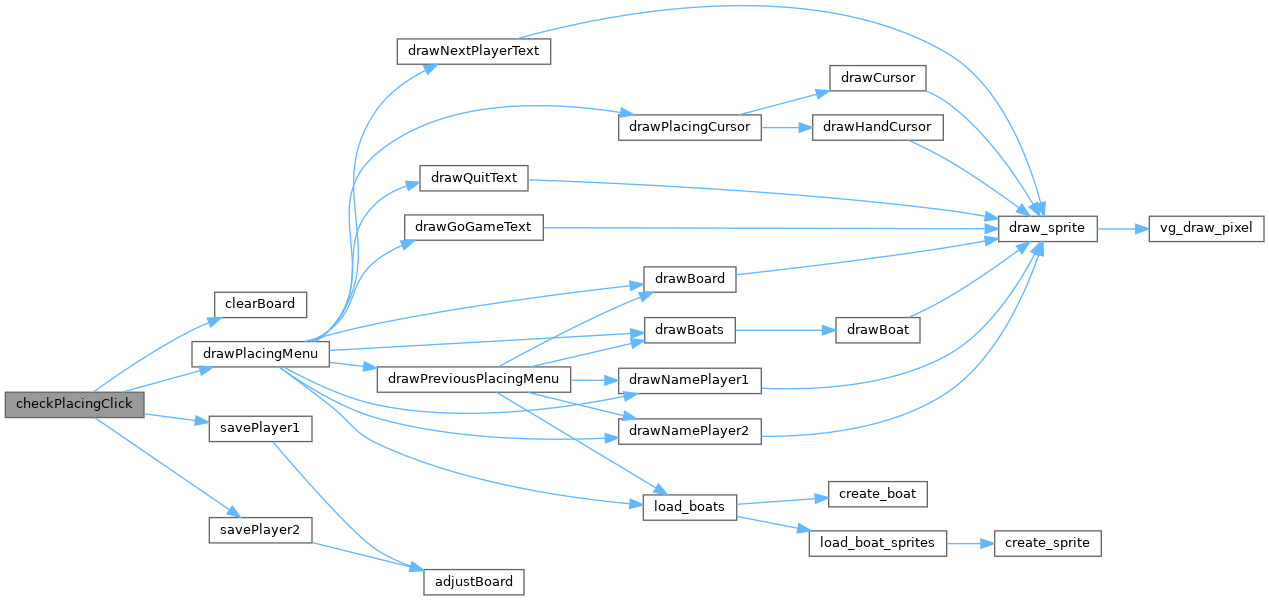 drawNextPlayerText
drawCursor
drawPlacingCursor
drawHandCursor
drawQuitText
drawGoGameText
draw_sprite
vg_draw_pixel
drawBoard
clearBoard
drawBoats
drawBoat
drawPlacingMenu
drawPreviousPlacingMenu
drawNamePlayer1
checkPlacingClick
savePlayer1
drawNamePlayer2
create_boat
load_boats
savePlayer2
load_boat_sprites
create_sprite
adjustBoard